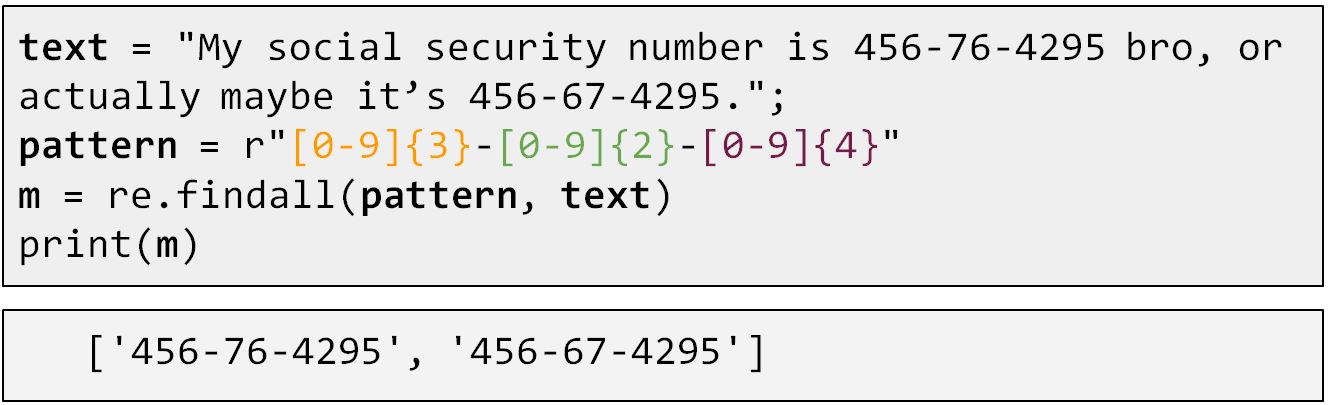 text = "My social security number is 456-76-4295 bro, or
actually maybe it’s 456-67-4295.";
pattern = r"[0-9]{3}-[0-9]{2}-[0-9]{4}"
m = re.findall(pattern, text)
print(m)
['456-76-4295', '456-67-4295']